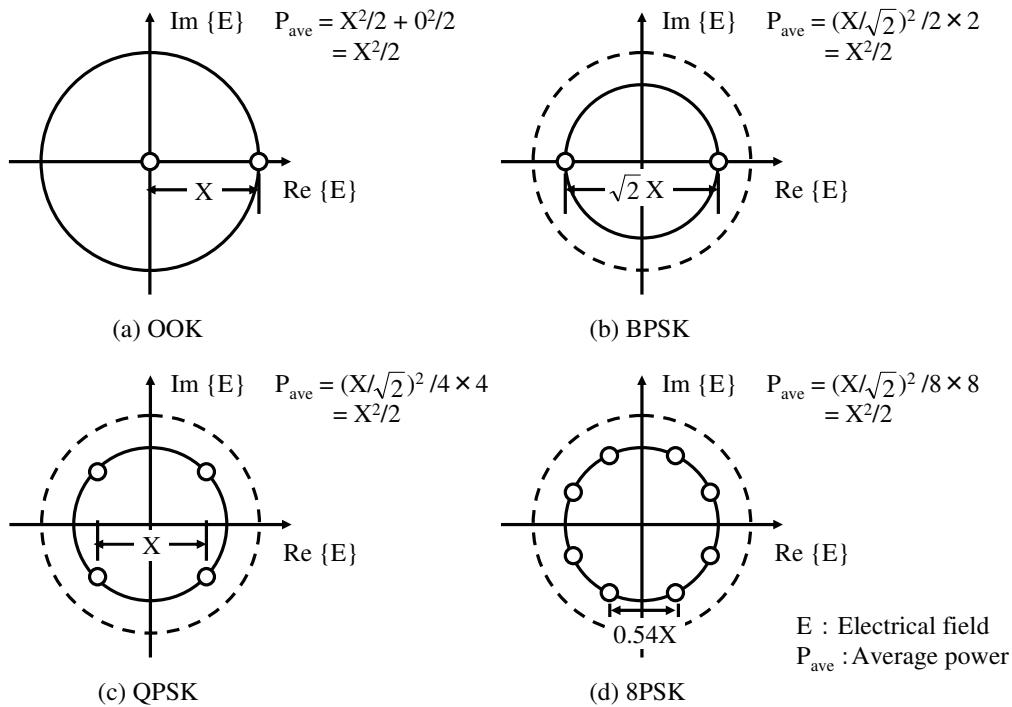 Im {E}
P_ave = X²/2 + 0²/2
= X²/2
X
Re {E}
(a) OOK
Im {E}
P_ave = (X/√2)² /2 × 2
= X²/2
√2 X
Re {E}
(b) BPSK
Im {E}
P_ave = (X/√2)² /4 × 4
= X²/2
X
Re {E}
(c) QPSK
Im {E}
P_ave = (X/√2)² /8 × 8
= X²/2
Re {E}
0.54X
(d) 8PSK
E : Electrical field
P_ave : Average power